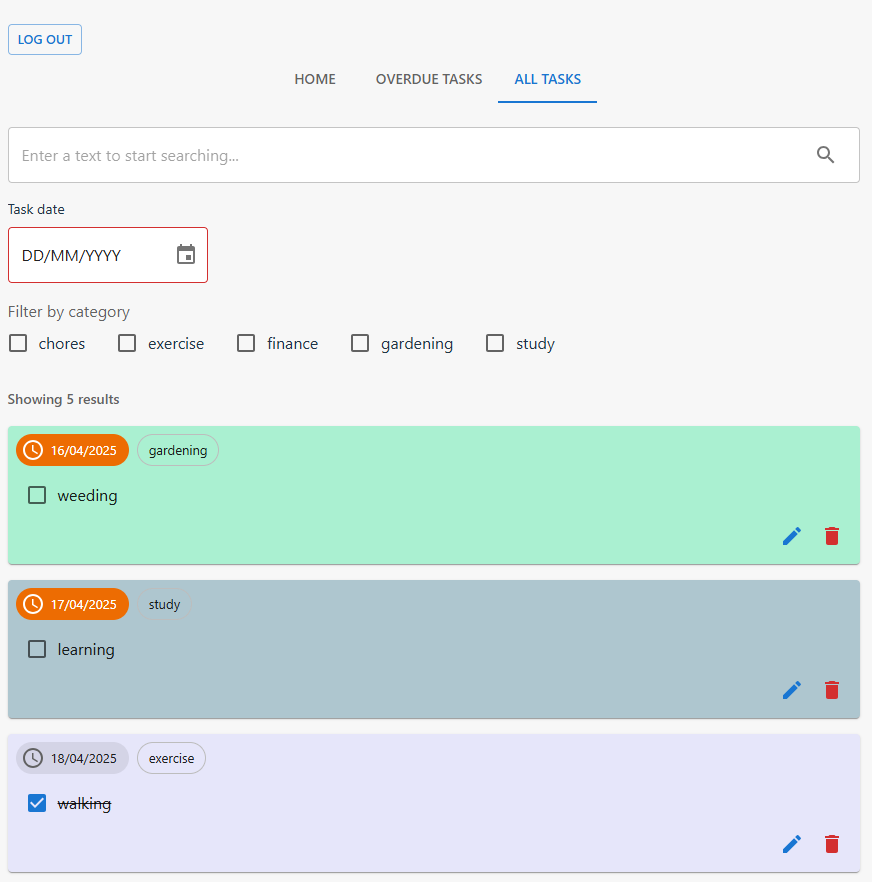 LOG OUT
HOME OVERDUE TASKS ALL TASKS
Enter a text to start searching...
Task date
DD/MM/YYYY
Filter by category
chores exercise finance gardening study
Showing 5 results
16/04/2025 gardening
weeding
17/04/2025 study
learning
18/04/2025 exercise
walking